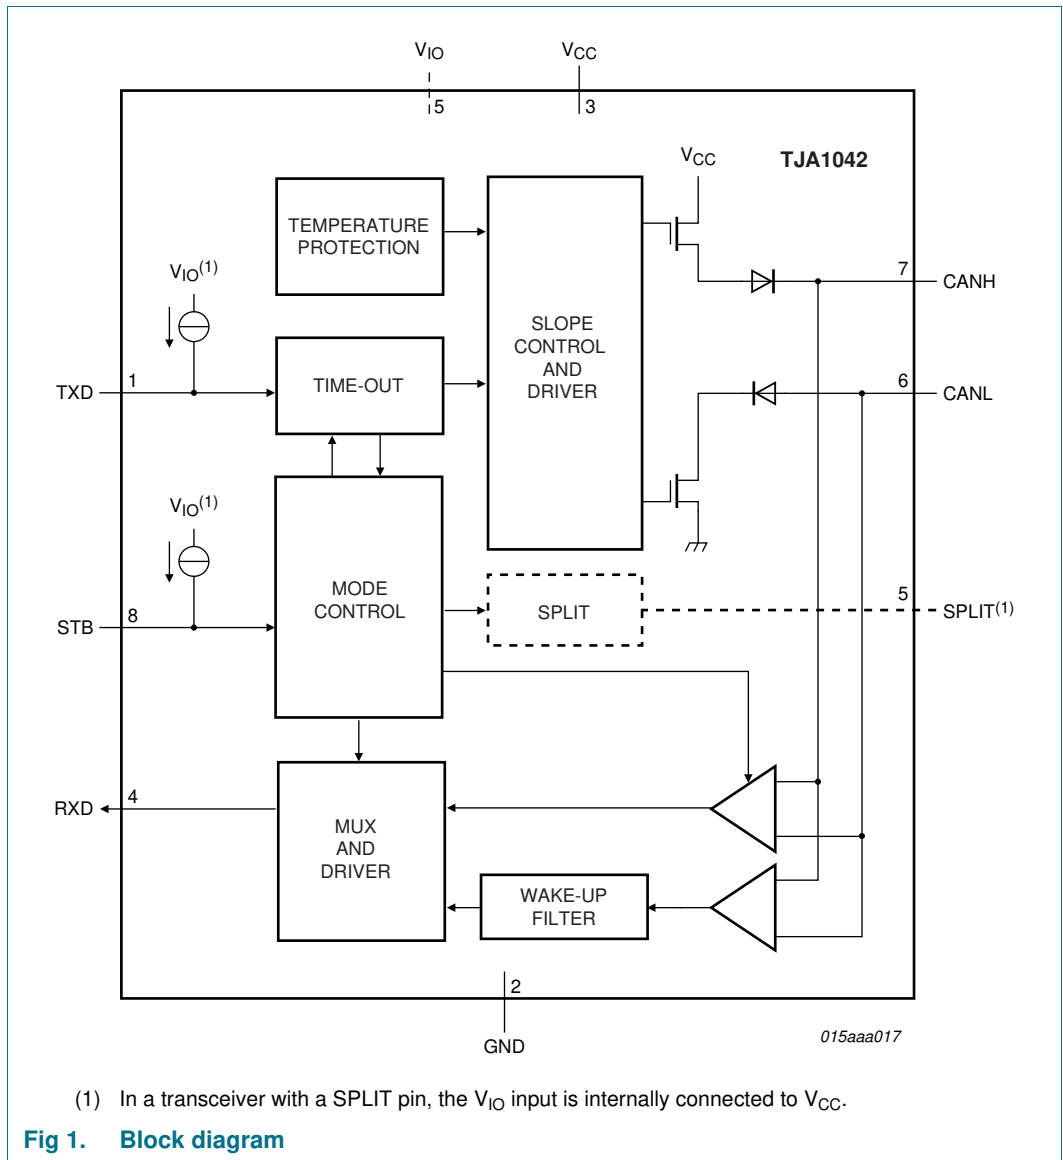 VIO
VCC
5
3
VCC
TJA1042
TEMPERATURE
PROTECTION
VIO(1)
7
CANH
SLOPE
CONTROL
AND
DRIVER
TIME-OUT
1
TXD
6
CANL
VIO(1)
MODE
CONTROL
SPLIT
5
SPLIT(1)
8
STB
4
RXD
MUX
AND
DRIVER
WAKE-UP
FILTER
2
GND
015aaa017
(1) In a transceiver with a SPLIT pin, the VIO input is internally connected to VCC.
Fig 1. Block diagram